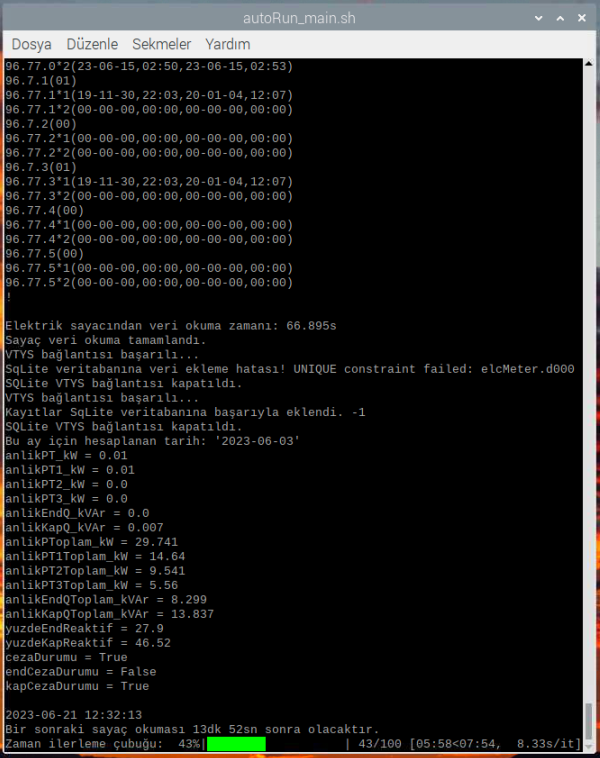 autoRun_main.sh
Dosya Düzenle Sekmeler Yardım
96.77.0*2(23-06-15,02:50,23-06-15,02:53)
96.7.1(01)
96.77.1*1(19-11-30,22:03,20-01-04,12:07)
96.77.1*2(00-00-00,00:00,00-00-00,00:00)
96.7.2(00)
96.77.2*1(00-00-00,00:00,00-00-00,00:00)
96.77.2*2(00-00-00,00:00,00-00-00,00:00)
96.7.3(01)
96.77.3*1(19-11-30,22:03,20-01-04,12:07)
96.77.3*2(00-00-00,00:00,00-00-00,00:00)
96.77.4(00)
96.77.4*1(00-00-00,00:00,00-00-00,00:00)
96.77.4*2(00-00-00,00:00,00-00-00,00:00)
96.77.5(00)
96.77.5*1(00-00-00,00:00,00-00-00,00:00)
96.77.5*2(00-00-00,00:00,00-00-00,00:00)
!
Elektrik sayacından veri okuma zamanı: 66.895s
Sayaç veri okuma tamamlandı.
VTYS bağlantısı başarılı...
SqLite veritabanına veri ekleme hatası! UNIQUE constraint failed: elcMeter.d000
SQLite VTYS bağlantısı kapatıldı.
VTYS bağlantısı başarılı...
Kayıtlar SqLite veritabanına başarıyla eklendi. -1
SQLite VTYS bağlantısı kapatıldı.
Bu ay için hesaplanan tarih: '2023-06-03'
anlikPT_kW = 0.01
anlikPT1_kW = 0.01
anlikPT2_kW = 0.0
anlikPT3_kW = 0.0
anlikEndQ_kVAr = 0.0
anlikKapQ_kVAr = 0.007
anlikPToplam_kW = 29.741
anlikPT1Toplam_kW = 14.64
anlikPT2Toplam_kW = 9.541
anlikPT3Toplam_kW = 5.56
anlikEndQToplam_kVAr = 8.299
anlikKapQToplam_kVAr = 13.837
yuzdeEndReaktif = 27.9
yuzdeKapReaktif = 46.52
cezaDurumu = True
endCezaDurumu = False
kapCezaDurumu = True
2023-06-21 12:32:13
Bir sonraki sayaç okuması 13dk 52sn sonra olacaktır.
Zaman ilerleme çubuğu: 43%| | 43/100 [05:58<07:54, 8.33s/it]